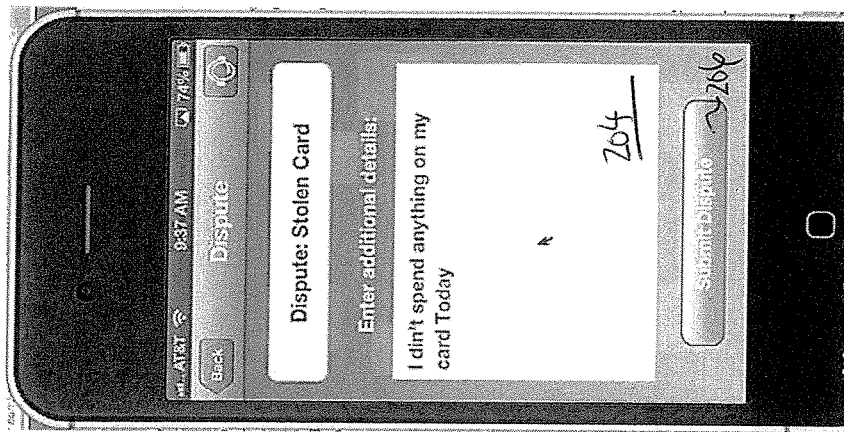 AT&T 9:37 AM 74%
Back Dispute
Dispute: Stolen Card
Enter additional details:
I din't spend anything on my
card Today
204
Submit Dispute 206